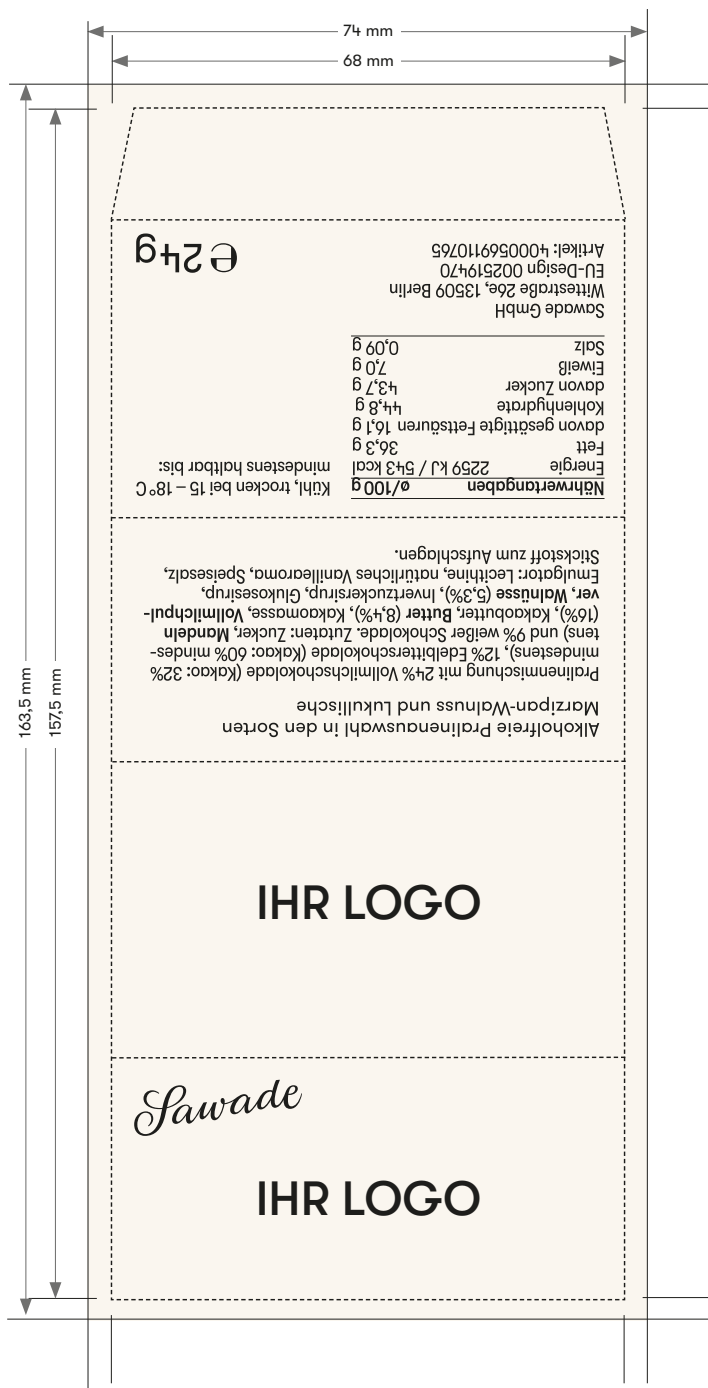 74 mm
68 mm
163,5 mm
157,5 mm
Alkoholfreie Pralinenauswahl in den Sorten
Marzipan-Walnuss und Lukullische
Pralinenmischung mit 24% Vollmilchschokolade (Kakao: 32%
mindestens), 12% Edelbitterschokolade (Kakao: 60% mindes-
tens) und 9% weißer Schokolade. Zutaten: Zucker, Mandeln
(16%), Kakaobutter, Butter (8,4%), Kakaomasse, Vollmilchpul-
ver, Walnüsse (5,3%), Invertzuckersirup, Glukosesirup,
Emulgator: Lecithine, natürliches Vanillearoma, Speisesalz,
Stickstoff zum Aufschlagen.
Nährwertangaben ø/100 g
Energie 2259 kJ / 543 kcal
Fett 36,3 g
davon gesättigte Fettsäuren 16,1 g
Kohlenhydrate 44,8 g
davon Zucker 43,7 g
Eiweiß 7,0 g
Salz 0,09 g
Kühl, trocken bei 15 – 18°C
mindestens haltbar bis:
Sawade GmbH
Wittestraße 26e, 13509 Berlin
EU-Design 002519470
Artikel: 4000569110765
℮ 24g
IHR LOGO
Sawade
IHR LOGO